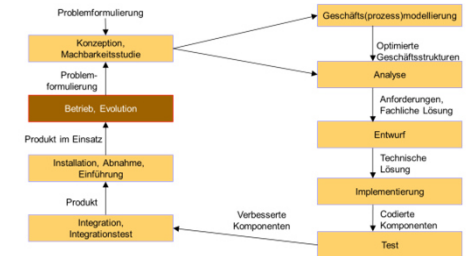 Problemformulierung
Konzeption,
Machbarkeitsstudie
Problem-
formulierung
Betrieb, Evolution
Produkt im Einsatz
Installation, Abnahme,
Einführung
Produkt
Integration,
Integrationstest
Verbesserte
Komponenten
Geschäfts(prozess)modellierung
Optimierte
Geschäftsstrukturen
Analyse
Anforderungen,
Fachliche Lösung
Entwurf
Technische
Lösung
Implementierung
Codierte
Komponenten
Test